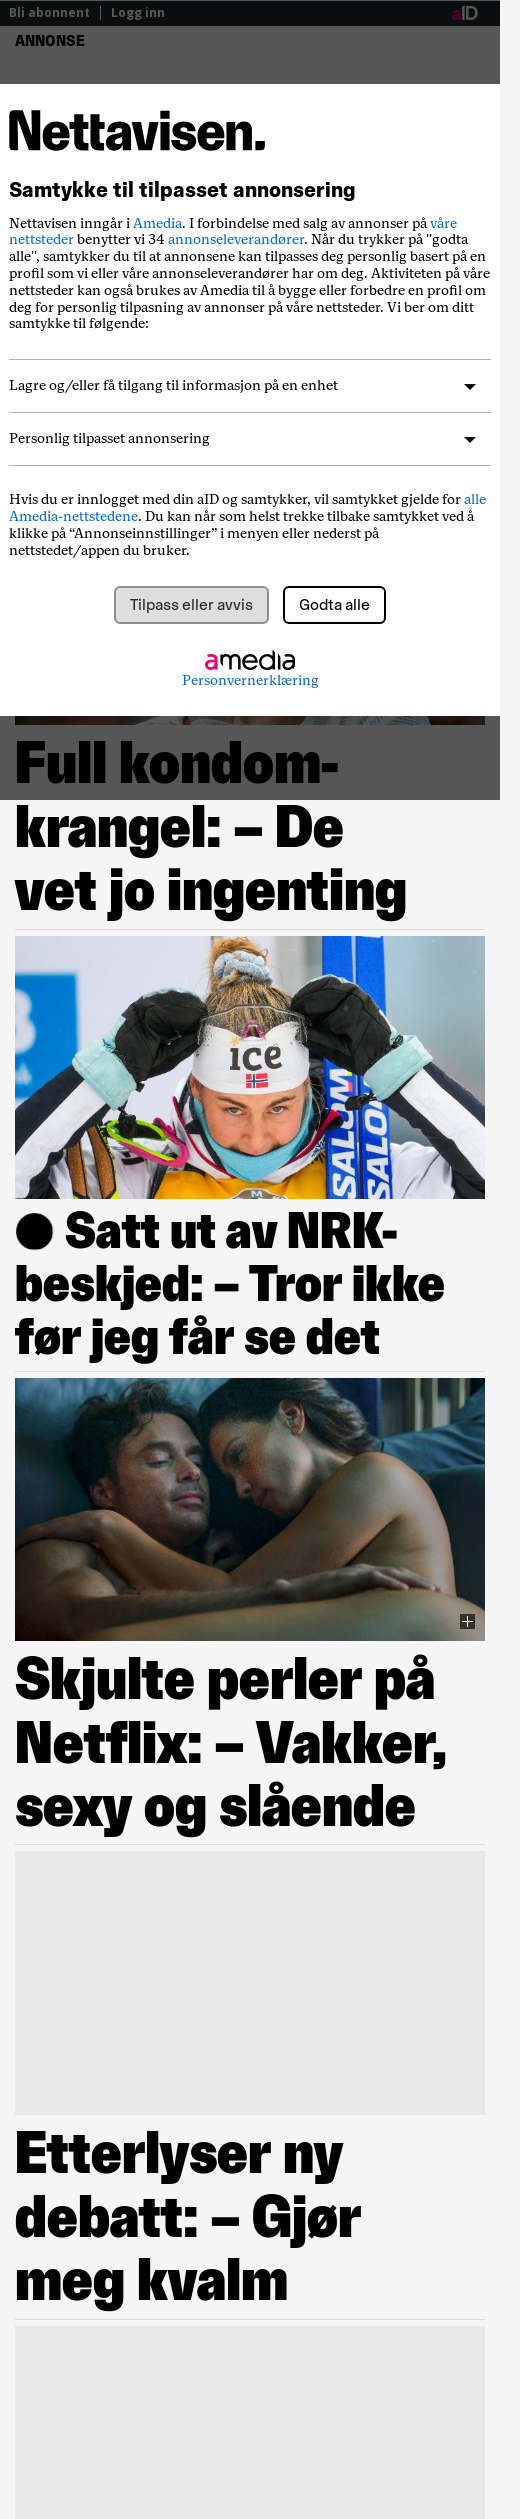 Bli abonnent | Logg inn
aID
ANNONSE
Nettavisen.
Samtykke til tilpasset annonsering
Nettavisen inngår i Amedia. I forbindelse med salg av annonser på våre
nettsteder benytter vi 34 annonseleverandører. Når du trykker på "godta
alle", samtykker du til at annonsene kan tilpasses deg personlig basert på en
profil som vi eller våre annonseleverandører har om deg. Aktiviteten på våre
nettsteder kan også brukes av Amedia til å bygge eller forbedre en profil om
deg for personlig tilpasning av annonser på våre nettsteder. Vi ber om ditt
samtykke til følgende:
Lagre og/eller få tilgang til informasjon på en enhet
Personlig tilpasset annonsering
Hvis du er innlogget med din aID og samtykker, vil samtykket gjelde for alle
Amedia-nettstedene. Du kan når som helst trekke tilbake samtykket ved å
klikke på “Annonseinnstillinger” i menyen eller nederst på
nettstedet/appen du bruker.
Tilpass eller avvis
Godta alle
amedia
Personvernerklæring
Full kondom-
krangel: – De
vet jo ingenting
ice
SALOM
SALOM
Satt ut av NRK-
beskjed: – Tror ikke
før jeg får se det
Skjulte perler på
Netflix: – Vakker,
sexy og slående
Etterlyser ny
debatt: – Gjør
meg kvalm